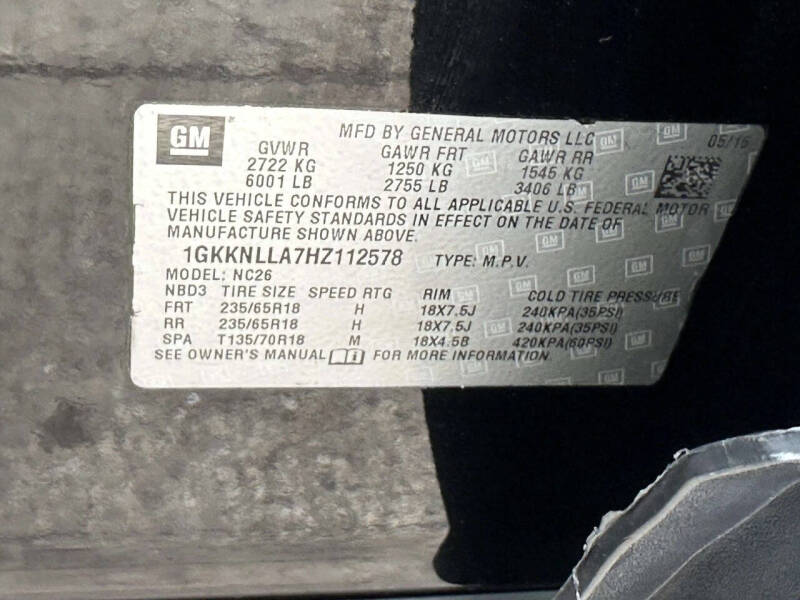 GM
MFD BY GENERAL MOTORS LLC 05/16
GVWR GAWR FRT GAWR RR
2722 KG 1250 KG 1545 KG
6001 LB 2755 LB 3406 LB
THIS VEHICLE CONFORMS TO ALL APPLICABLE U.S. FEDERAL MOTOR
VEHICLE SAFETY STANDARDS IN EFFECT ON THE DATE OF
MANUFACTURE SHOWN ABOVE.
1GKKNLLA7HZ112578 TYPE: M.P.V.
MODEL: NC26
NBD3 TIRE SIZE SPEED RTG RIM COLD TIRE PRESSURE
FRT 235/65R18 H 18X7.5J 240KPA(35PSI)
RR 235/65R18 H 18X7.5J 240KPA(35PSI)
SPA T135/70R18 M 18X4.5B 420KPA(60PSI)
SEE OWNER'S MANUAL FOR MORE INFORMATION.